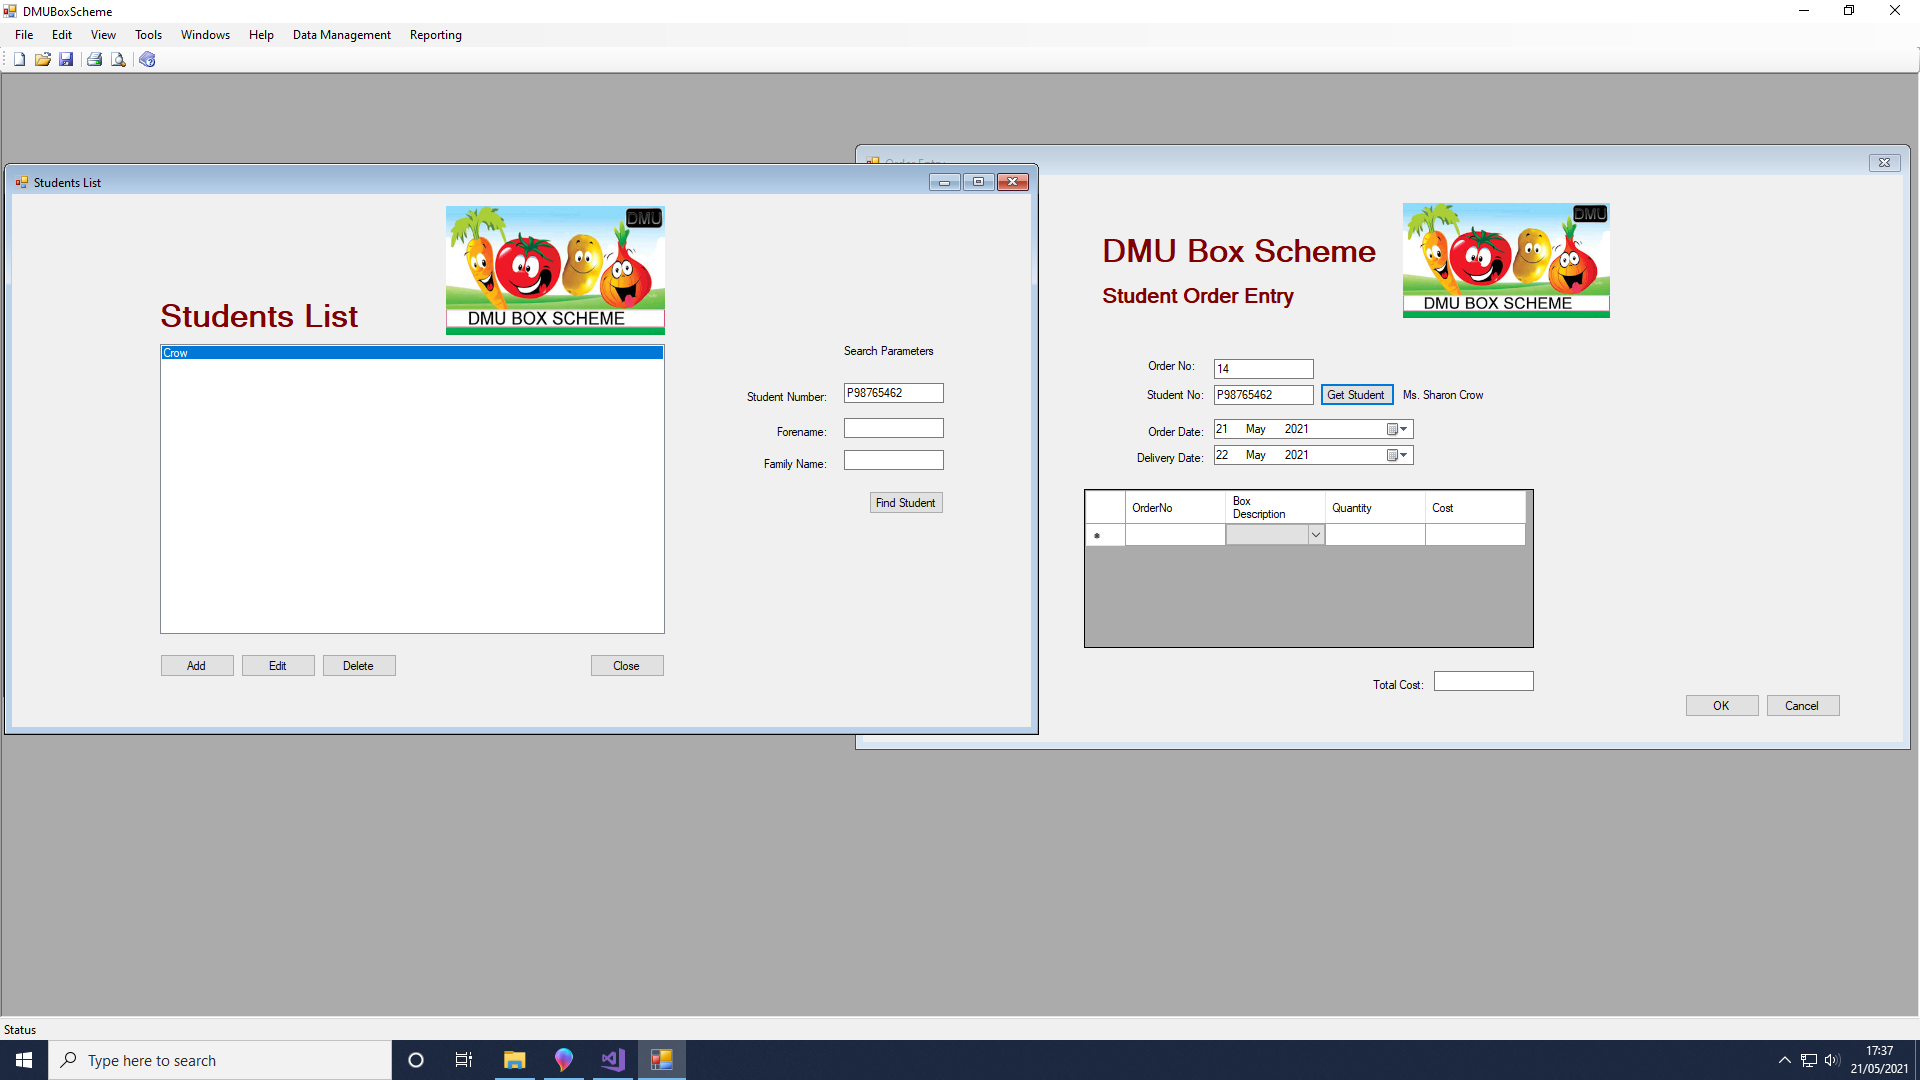 DMUBoxScheme
File Edit View Tools Windows Help Data Management Reporting
Students List
DMU
DMU BOX SCHEME
Students List
Crow
Search Parameters
Student Number: P98765462
Forename:
Family Name:
Find Student
Add Edit Delete Close
Order Entry
DMU
DMU BOX SCHEME
DMU Box Scheme
Student Order Entry
Order No: 14
Student No: P98765462 Get Student Ms. Sharon Crow
Order Date: 21 May 2021
Delivery Date: 22 May 2021
OrderNo Box Description Quantity Cost
Total Cost:
OK Cancel
Status
Type here to search
17:37
21/05/2021